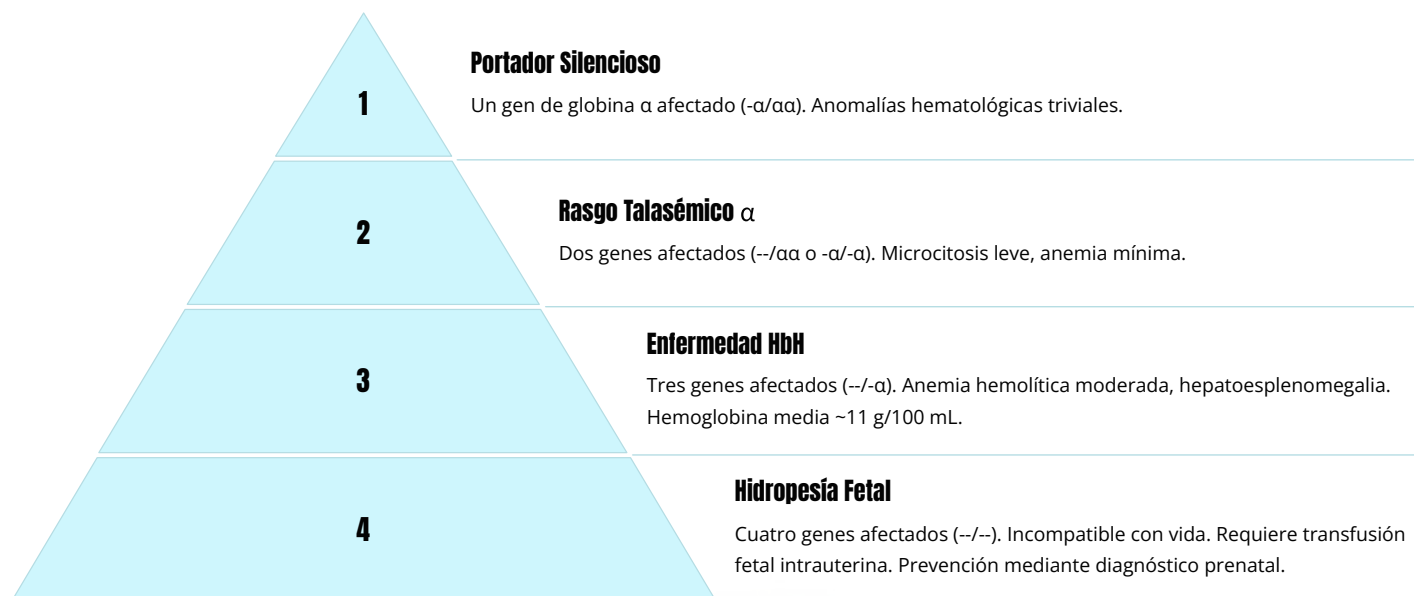 1
Portador Silencioso
Un gen de globina α afectado (-α/αα). Anomalías hematológicas triviales.
2
Rasgo Talasémico α
Dos genes afectados (--/αα o -α/-α). Microcitosis leve, anemia mínima.
3
Enfermedad HbH
Tres genes afectados (--/-α). Anemia hemolítica moderada, hepatoesplenomegalia.
Hemoglobina media ~11 g/100 mL.
4
Hidropesía Fetal
Cuatro genes afectados (--/--). Incompatible con vida. Requiere transfusión
fetal intrauterina. Prevención mediante diagnóstico prenatal.